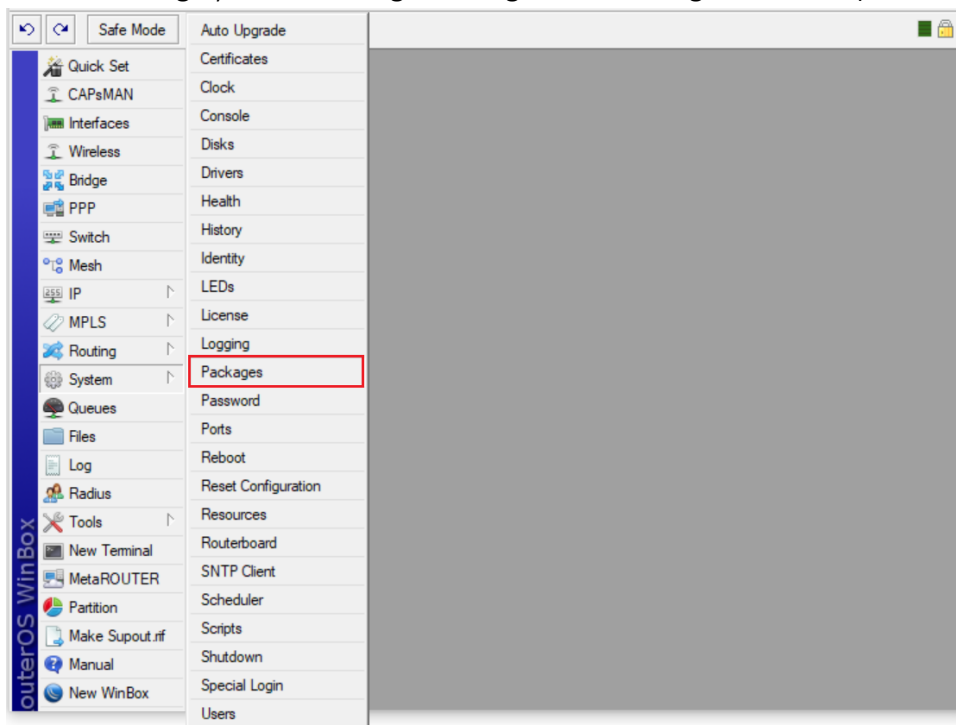 Safe Mode
Quick Set
CAPsMAN
Interfaces
Wireless
Bridge
PPP
Switch
Mesh
IP
MPLS
Routing
System
Queues
Files
Log
Radius
Tools
New Terminal
MetaROUTER
Partition
Make Supout.rif
Manual
New WinBox
Auto Upgrade
Certificates
Clock
Console
Disks
Drivers
Health
History
Identity
LEDs
License
Logging
Packages
Password
Ports
Reboot
Reset Configuration
Resources
Routerboard
SNTP Client
Scheduler
Scripts
Shutdown
Special Login
Users
outerOS WinBox
255